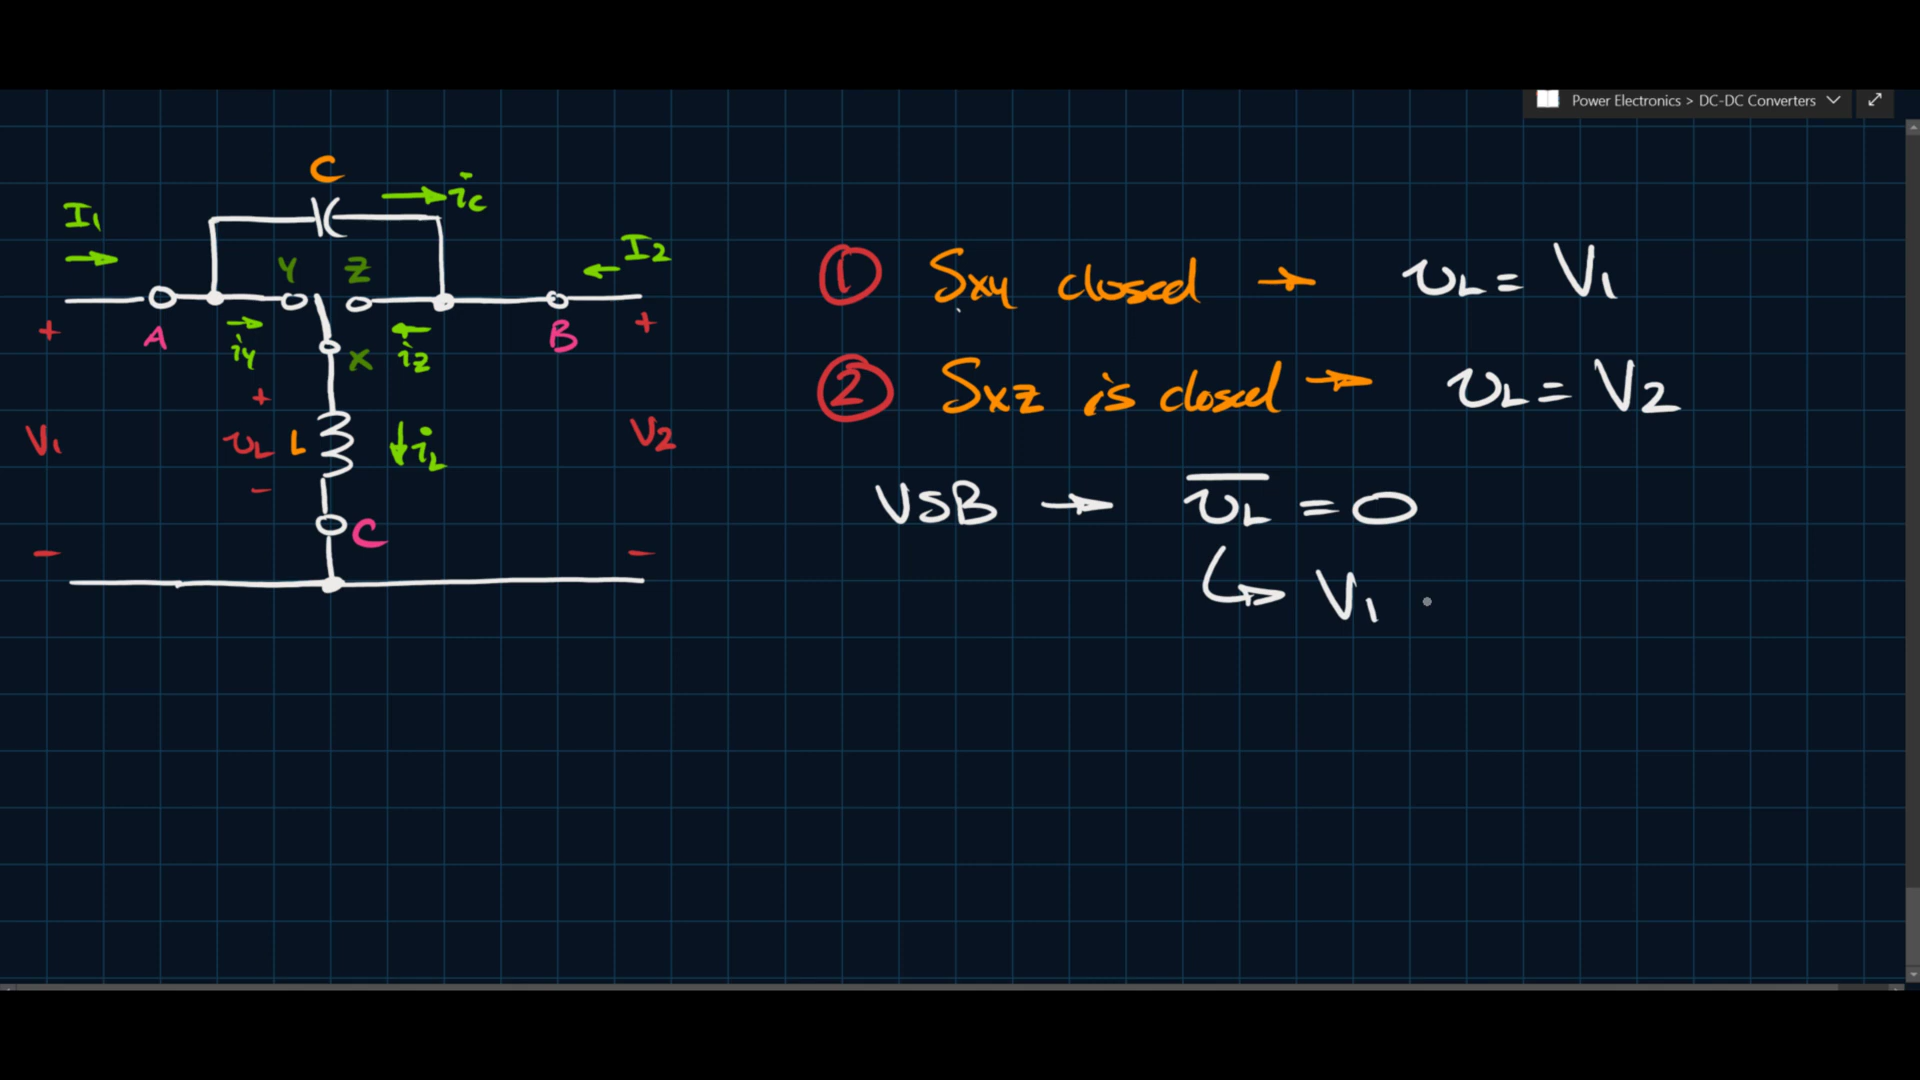 Power Electronics > DC-DC Converters
C
ic
I1
I2
Y Z
+ A
iy
X
iz
B +
+
V1
vL L
iL
V2
-
C
- -
① Sxy closed → vL = V1
② Sxz is closed → vL = V2
VSB → v̅L = 0
↳ V1